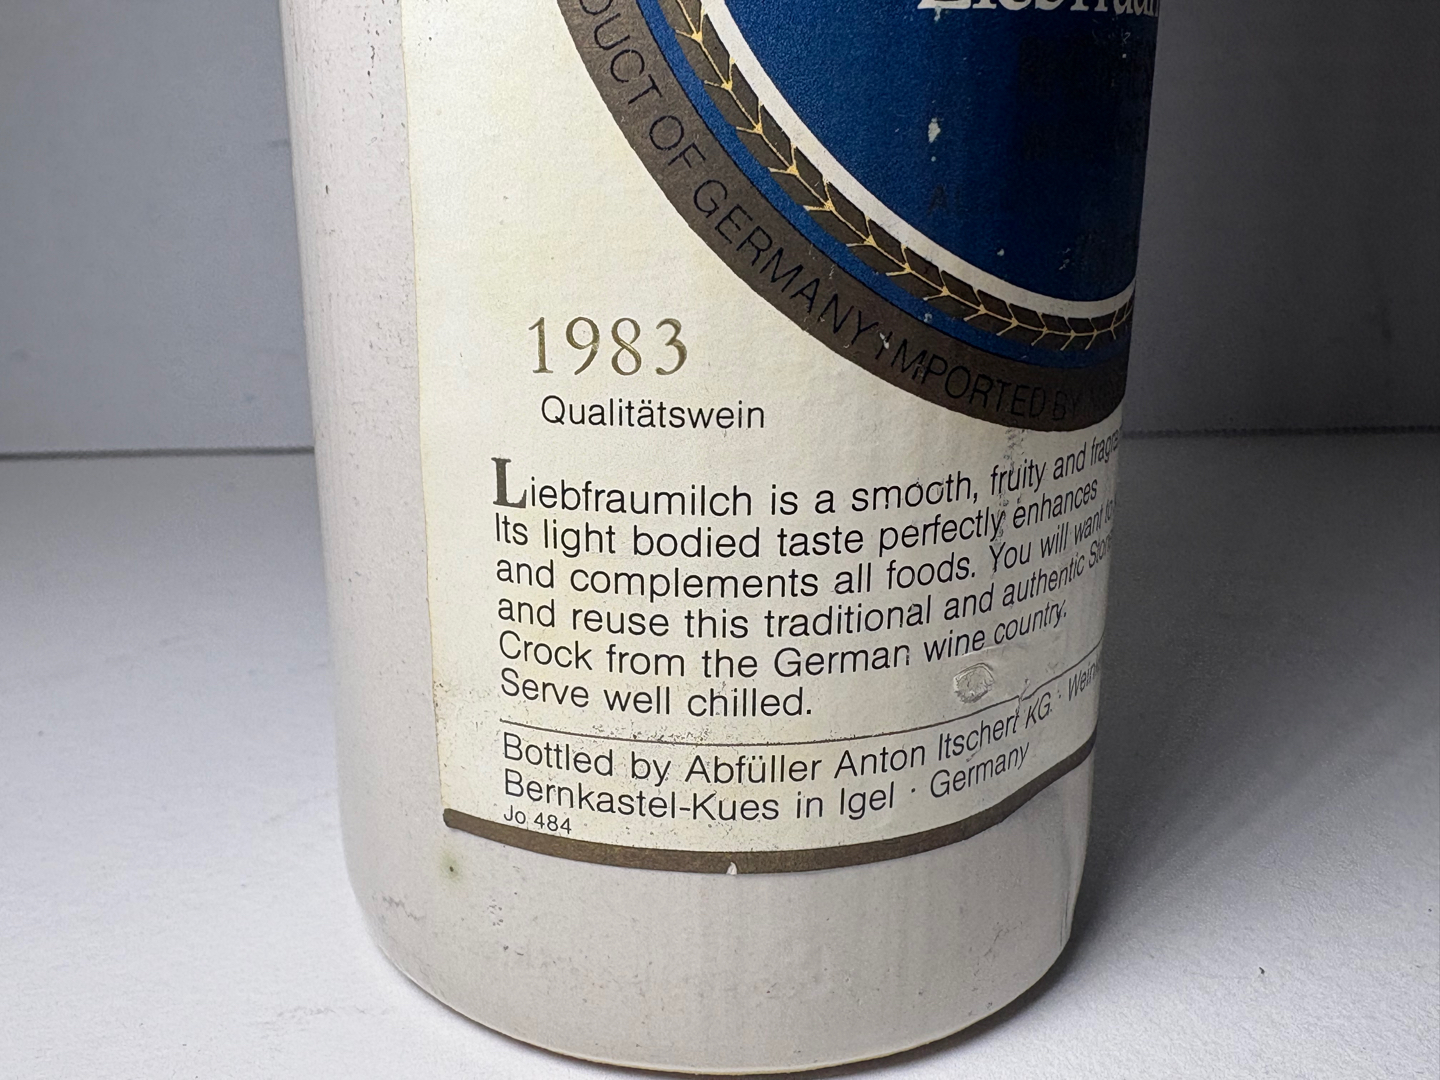 PRODUCT OF GERMANY IMPORTED BY
1983
Qualitätswein
Liebfraumilch is a smooth, fruity and
Its light bodied taste perfectly enhances
and complements all foods. You will want to
and reuse this traditional and authentic
Crock from the German wine country.
Serve well chilled.
Bottled by Abfüller Anton Itschert KG ·
Bernkastel-Kues in Igel · Germany
Jo 484